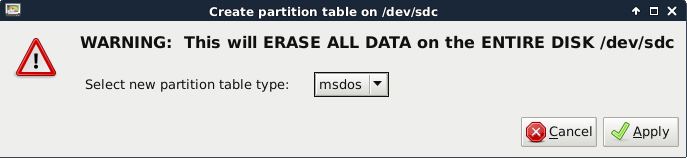 Create partition table on /dev/sdc
WARNING:  This will ERASE ALL DATA on the ENTIRE DISK /dev/sdc
Select new partition table type: msdos
Cancel Apply